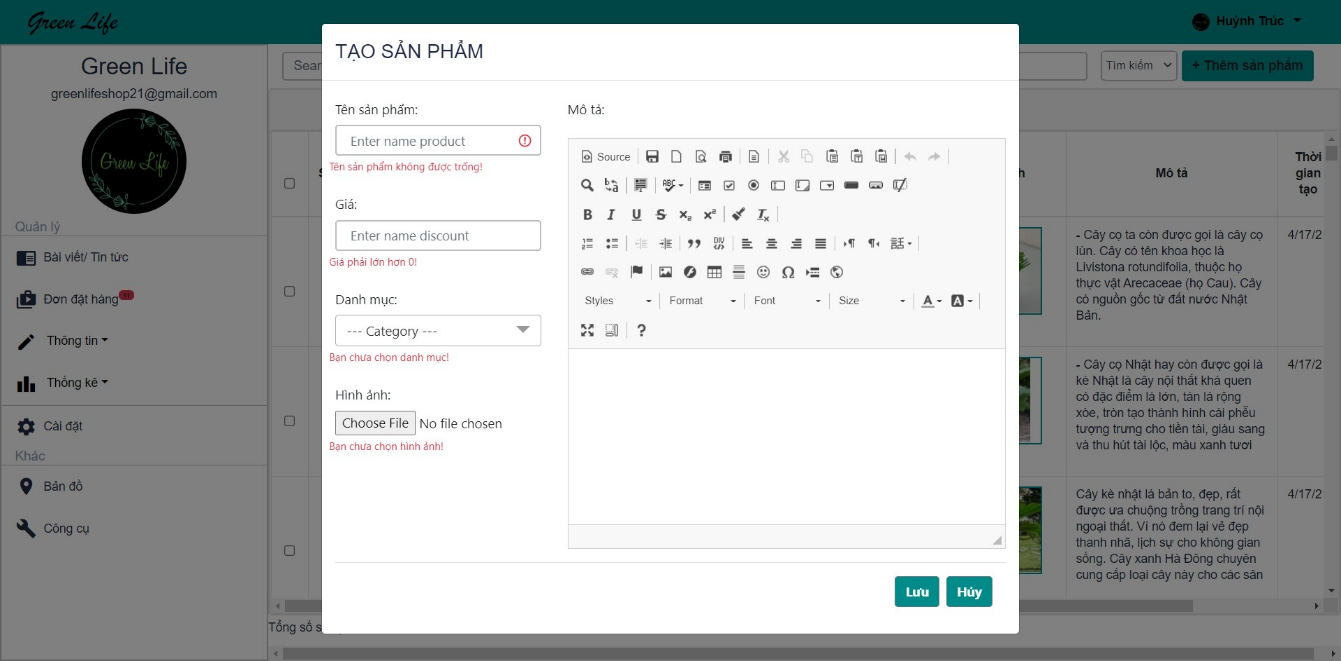 Green Life
Huỳnh Trúc
Green Life
greenlifeshop21@gmail.com
Green Life
Quản lý
Bài viết/ Tin tức
Đơn đặt hàng
Thông tin
Thống kê
Cài đặt
Khác
Bản đồ
Công cụ
Sear
Tìm kiếm
+ Thêm sản phẩm
TẠO SẢN PHẨM
Tên sản phẩm:
Enter name product
Tên sản phẩm không được trống!
Giá:
Enter name discount
Giá phải lớn hơn 0!
Danh mục:
--- Category ---
Bạn chưa chọn danh mục!
Hình ảnh:
Choose File No file chosen
Bạn chưa chọn hình ảnh!
Mô tả:
Source
Styles Format Font Size
Lưu Hủy
Mô tả
Thời gian tạo
- Cây cọ ta còn được gọi là cây cọ
lùn. Cây có tên khoa học là
Livistona rotundifolia, thuộc họ
thực vật Arecaceae (họ Cau). Cây
có nguồn gốc từ đất nước Nhật
Bản.
4/17/2
- Cây cọ Nhật hay còn được gọi là
kè Nhật là cây nội thất khá quen
có đặc điểm là lớn, tán lá rộng
xòe, tròn tạo thành hình cái phễu
tượng trưng cho tiền tài, giàu sang
và thu hút tài lộc, màu xanh tươi
4/17/2
Cây kè nhật lá bản to, đẹp, rất
được ưa chuộng trồng trang trí nội
ngoại thất. Vì nó đem lại vẻ đẹp
thanh nhã, lịch sự cho không gian
sống. Cây xanh Hà Đông chuyên
cung cấp loại cây này cho các sân
4/17/2
Tổng số s